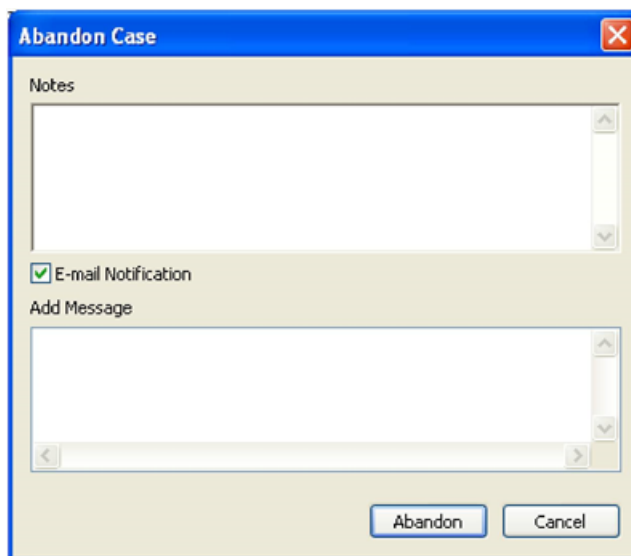 Abandon Case
Notes
E-mail Notification
Add Message
Abandon Cancel